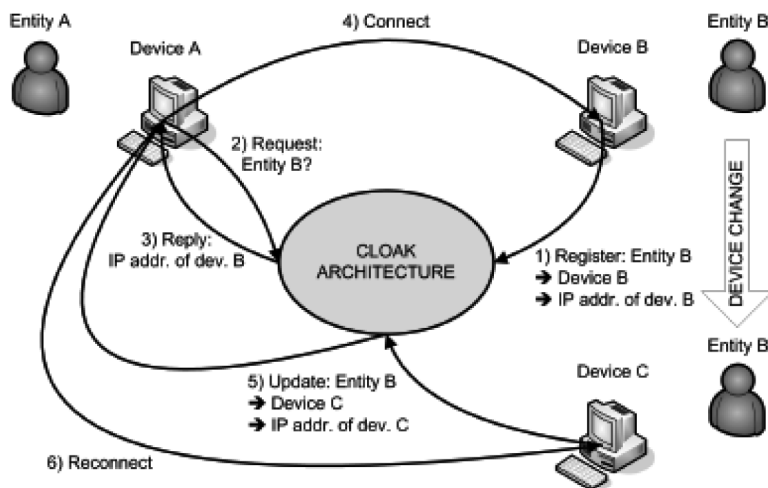 Entity A
Device A
4) Connect
Device B
Entity B
2) Request:
Entity B?
3) Reply:
IP addr. of dev. B
CLOAK
ARCHITECTURE
1) Register: Entity B
➔ Device B
➔ IP addr. of dev. B
DEVICE CHANGE
Entity B
Device C
5) Update: Entity B
➔ Device C
➔ IP addr. of dev. C
6) Reconnect